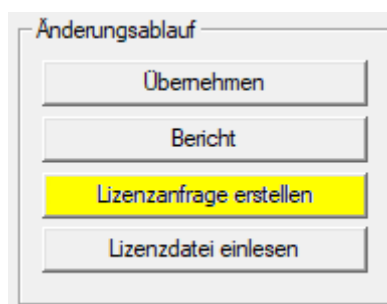 Änderungsablauf
Übernehmen
Bericht
Lizenzanfrage erstellen
Lizenzdatei einlesen